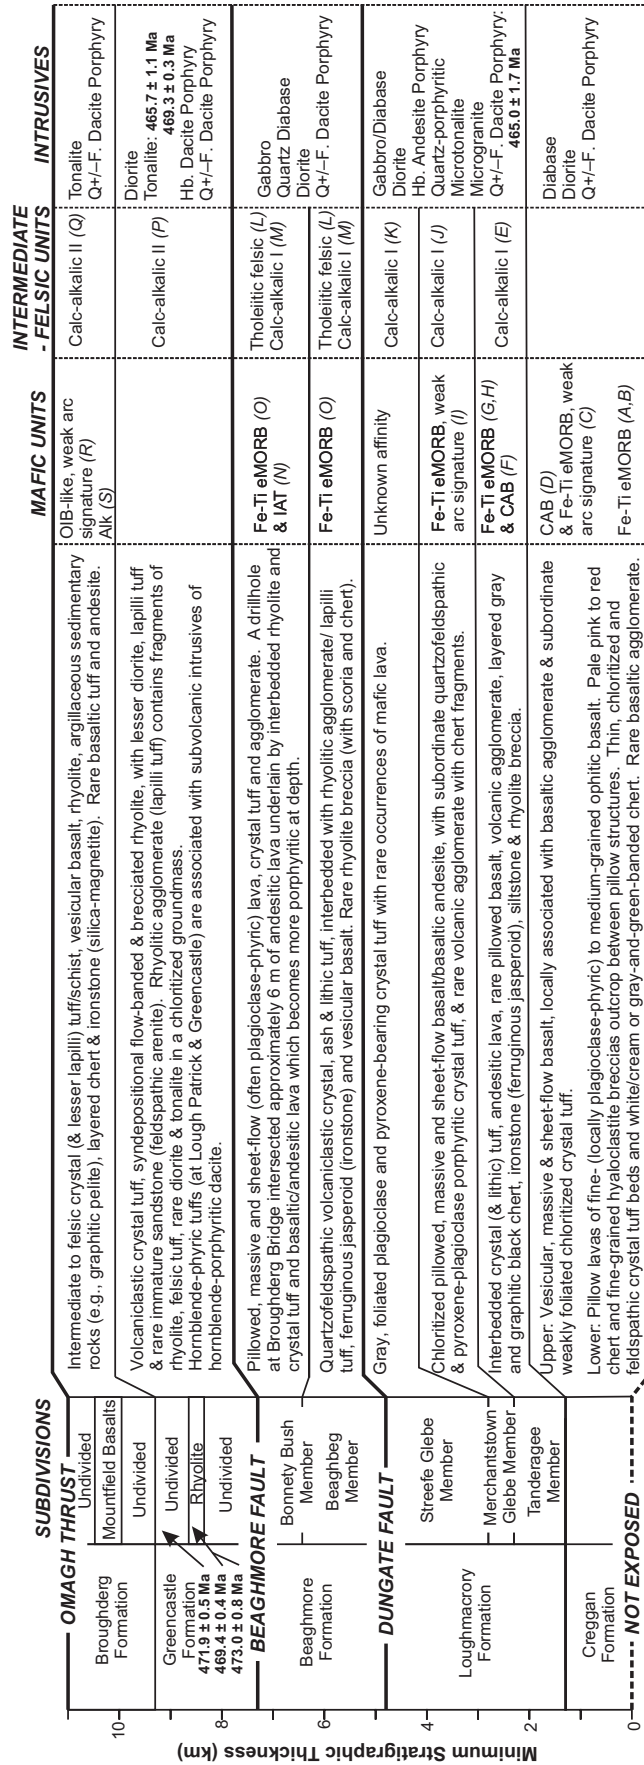 SUBDIVISIONS
MAFIC UNITS
INTERMEDIATE
- FELSIC UNITS
INTRUSIVES
Minimum Stratigraphic Thickness (km)
10
8
6
4
2
0
OMAGH THRUST
Broughderg
Formation
Undivided
Mountfield Basalts
Undivided
Intermediate to felsic crystal (& lesser lapilli) tuff/schist, vesicular basalt, rhyolite, argillaceous sedimentary
rocks (e.g., graphitic pelite), layered chert & ironstone (silica-magnetite). Rare basaltic tuff and andesite.
OIB-like, weak arc
signature (R)
Alk (S)
Calc-alkalic II (Q)
Tonalite
Q+/–F. Dacite Porphyry
Greencastle
Formation
471.9 ± 0.5 Ma
469.4 ± 0.4 Ma
473.0 ± 0.8 Ma
Undivided
Rhyolite
Undivided
Volcaniclastic crystal tuff, syndepositional flow-banded & brecciated rhyolite, with lesser diorite, lapilli tuff
& rare immature sandstone (feldspathic arenite). Rhyolitic agglomerate (lapilli tuff) contains fragments of
rhyolite, felsic tuff, rare diorite & tonalite in a chloritized groundmass.
Hornblende-phyric tuffs (at Lough Patrick & Greencastle) are associated with subvolcanic intrusives of
hornblende-porphyritic dacite.
Calc-alkalic II (P)
Diorite
Tonalite: 465.7 ± 1.1 Ma
469.3 ± 0.3 Ma
Hb. Dacite Porphyry
Q+/–F. Dacite Porphyry
BEAGHMORE FAULT
Beaghmore
Formation
Bonnety Bush
Member
Pillowed, massive and sheet-flow (often plagioclase-phyric) lava, crystal tuff and agglomerate. A drillhole
at Broughderg Bridge intersected approximately 6 m of andesitic lava underlain by interbedded rhyolite and
crystal tuff and basaltic/andesitic lava which becomes more porphyritic at depth.
Fe-Ti eMORB (O)
& IAT (N)
Tholeiitic felsic (L)
Calc-alkalic I (M)
Gabbro
Quartz Diabase
Diorite
Q+/–F. Dacite Porphyry
Beaghbeg
Member
Quartzofeldspathic volcaniclastic crystal, ash & lithic tuff, interbedded with rhyolitic agglomerate/ lapilli
tuff, ferruginous jasperoid (ironstone) and vesicular basalt. Rare rhyolite breccia (with scoria and chert).
Fe-Ti eMORB (O)
Tholeiitic felsic (L)
Calc-alkalic I (M)
DUNGATE FAULT
Loughmacrory
Formation
Gray, foliated plagioclase and pyroxene-bearing crystal tuff with rare occurrences of mafic lava.
Unknown affinity
Calc-alkalic I (K)
Gabbro/Diabase
Diorite
Hb. Andesite Porphyry
Quartz-porphyritic
Microtonalite
Microgranite
Q+/–F. Dacite Porphyry:
465.0 ± 1.7 Ma
Streefe Glebe
Member
Chloritized pillowed, massive and sheet-flow basalt/basaltic andesite, with subordinate quartzofeldspathic
& pyroxene-plagioclase porphyritic crystal tuff, & rare volcanic agglomerate with chert fragments.
Fe-Ti eMORB, weak
arc signature (I)
Calc-alkalic I (J)
Merchantstown
Glebe Member
Interbedded crystal (& lithic) tuff, andesitic lava, rare pillowed basalt, volcanic agglomerate, layered gray
and graphitic black chert, ironstone (ferruginous jasperoid), siltstone & rhyolite breccia.
Fe-Ti eMORB (G,H)
& CAB (F)
Calc-alkalic I (E)
Tanderagee
Member
Upper: Vesicular, massive & sheet-flow basalt, locally associated with basaltic agglomerate & subordinate
weakly foliated chloritized crystal tuff.
CAB (D)
& Fe-Ti eMORB, weak
arc signature (C)
Diabase
Diorite
Q+/–F. Dacite Porphyry
Creggan
Formation
Lower: Pillow lavas of fine- (locally plagioclase-phyric) to medium-grained ophitic basalt. Pale pink to red
chert and fine-grained hyaloclastite breccias outcrop between pillow structures. Thin, chloritized and
feldspathic crystal tuff beds and white/cream or gray-and-green-banded chert. Rare basaltic agglomerate.
Fe-Ti eMORB (A,B)
NOT EXPOSED